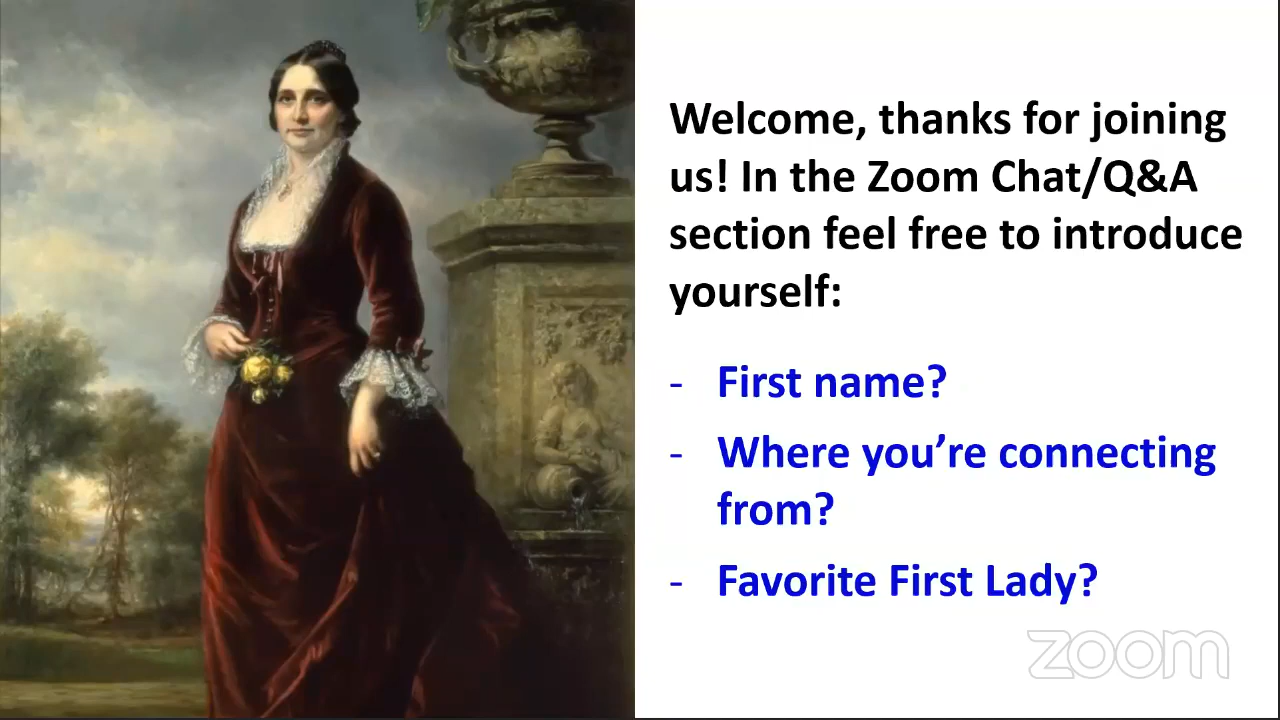 Welcome, thanks for joining
us! In the Zoom Chat/Q&A
section feel free to introduce
yourself:
- First name?
- Where you’re connecting
from?
- Favorite First Lady?
zoom